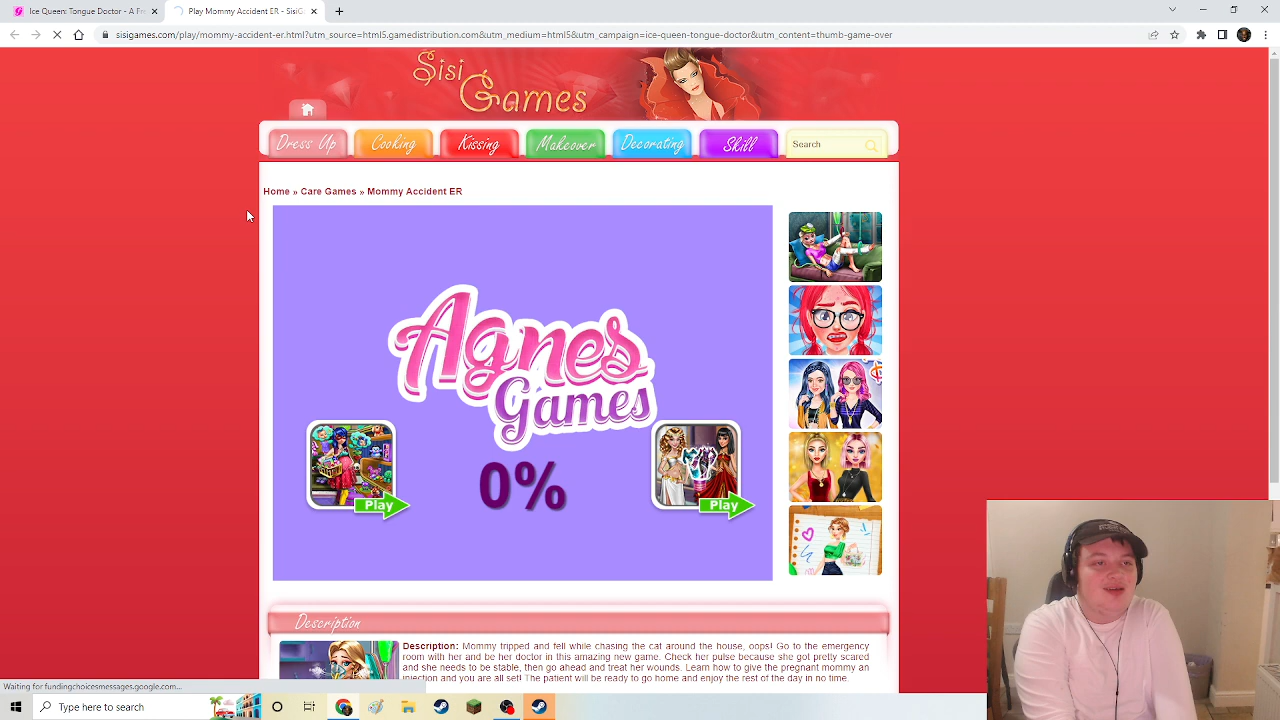 Ice Queen: Tongue Doctor - A Fr
Play Mommy Accident ER - SisiG
sisigames.com/play/mommy-accident-er.html?utm_source=html5.gamedistribution.com&utm_medium=html5&utm_campaign=ice-queen-tongue-doctor&utm_content=thumb-game-over
Sisi
Games
Dress Up
Cooking
Kissing
Makeover
Decorating
Skill
Search
Home » Care Games » Mommy Accident ER
Agnes
Games
0%
Play
Play
Description
Description: Mommy tripped and fell while chasing the cat around the house, oops! Go to the emergency
room with her and be her doctor in this amazing new game. Check her pulse because she got pretty scared
and she needs to be stable, then go ahead and treat her wounds. Learn how to give the pregnant mommy an
injection and you are all set! The patient will be ready to go home and enjoy the rest of the day in no time.
Waiting for fundingchoicesmessages.google.com...
Type here to search